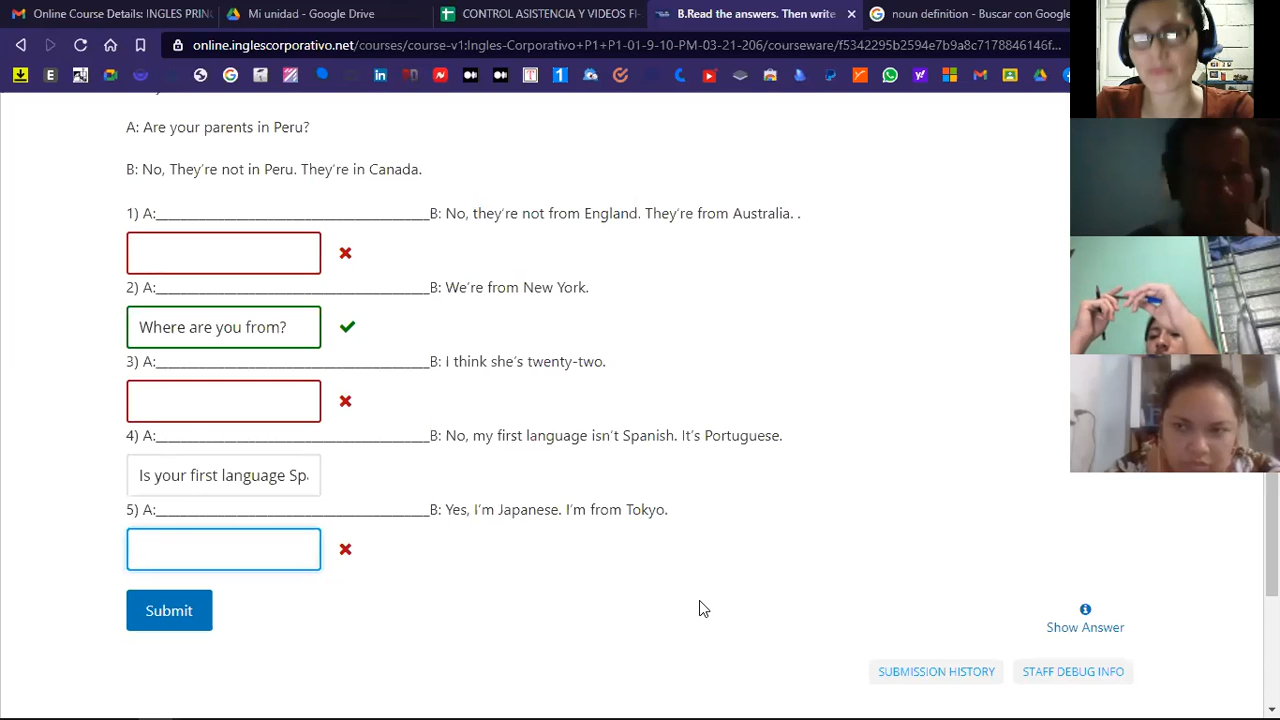 Online Course Details: INGLES PRIN
Mi unidad - Google Drive
CONTROL ASISTENCIA Y VIDEOS FI
B.Read the answers. Then write
noun definition - Buscar con Google
online.inglescorporativo.net/courses/course-v1:Ingles-Corporativo+P1+P1-01-9-10-PM-03-21-206/courseware/f5342295b2594e7b9a8c7178846146f...
A: Are your parents in Peru?
B: No, They're not in Peru. They're in Canada.
1) A:___________________________________B: No, they're not from England. They're from Australia. .
2) A:___________________________________B: We're from New York.
Where are you from?
3) A:___________________________________B: I think she's twenty-two.
4) A:___________________________________B: No, my first language isn't Spanish. It's Portuguese.
Is your first language Sp
5) A:___________________________________B: Yes, I'm Japanese. I'm from Tokyo.
Submit
Show Answer
SUBMISSION HISTORY
STAFF DEBUG INFO